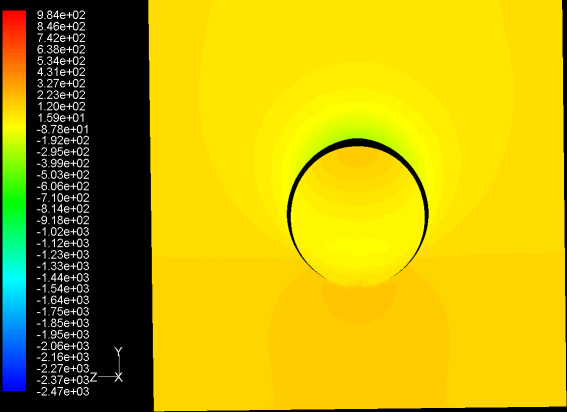 9.84e+02
8.46e+02
7.42e+02
6.38e+02
5.34e+02
4.31e+02
3.27e+02
2.23e+02
1.20e+02
1.59e+01
-8.78e+01
-1.92e+02
-2.95e+02
-3.99e+02
-5.03e+02
-6.06e+02
-7.10e+02
-8.14e+02
-9.18e+02
-1.02e+03
-1.12e+03
-1.23e+03
-1.33e+03
-1.44e+03
-1.54e+03
-1.64e+03
-1.75e+03
-1.85e+03
-1.95e+03
-2.06e+03
-2.16e+03
-2.27e+03
-2.37e+03
-2.47e+03
Y
Z X